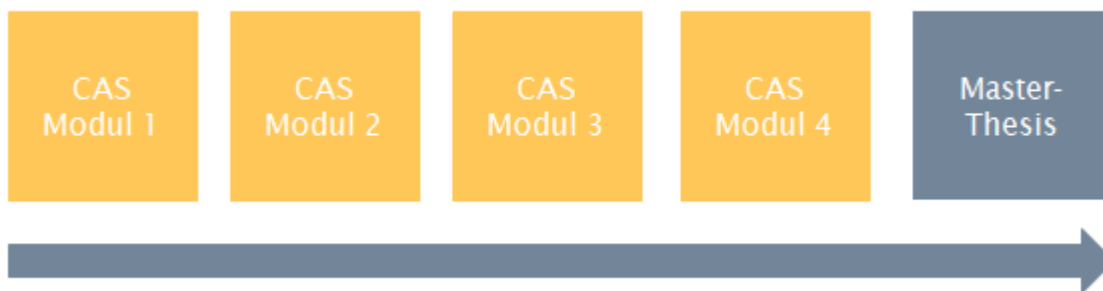 CAS
Modul 1
CAS
Modul 2
CAS
Modul 3
CAS
Modul 4
Master-
Thesis